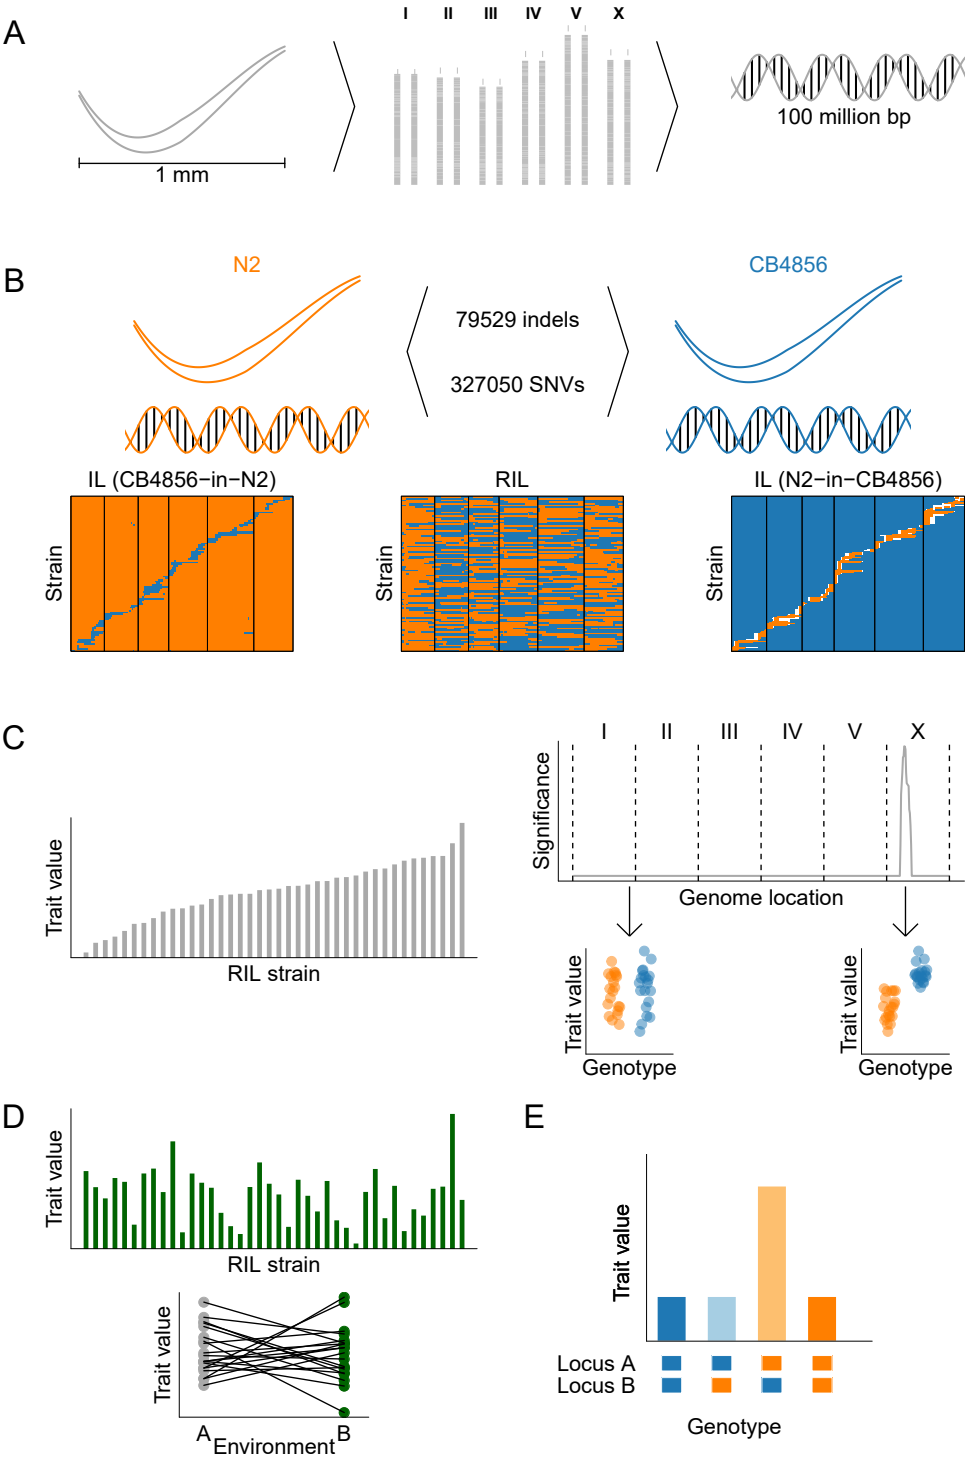 A
I II III IV V X
1 mm
100 million bp
B
N2
CB4856
79529 indels
327050 SNVs
IL (CB4856−in−N2)
RIL
IL (N2−in−CB4856)
Strain
Strain
Strain
C
I II III IV V X
Significance
Genome location
Trait value
RIL strain
Trait value
Genotype
Trait value
Genotype
D
Trait value
RIL strain
Trait value
A Environment B
E
Trait value
Locus A
Locus B
Genotype